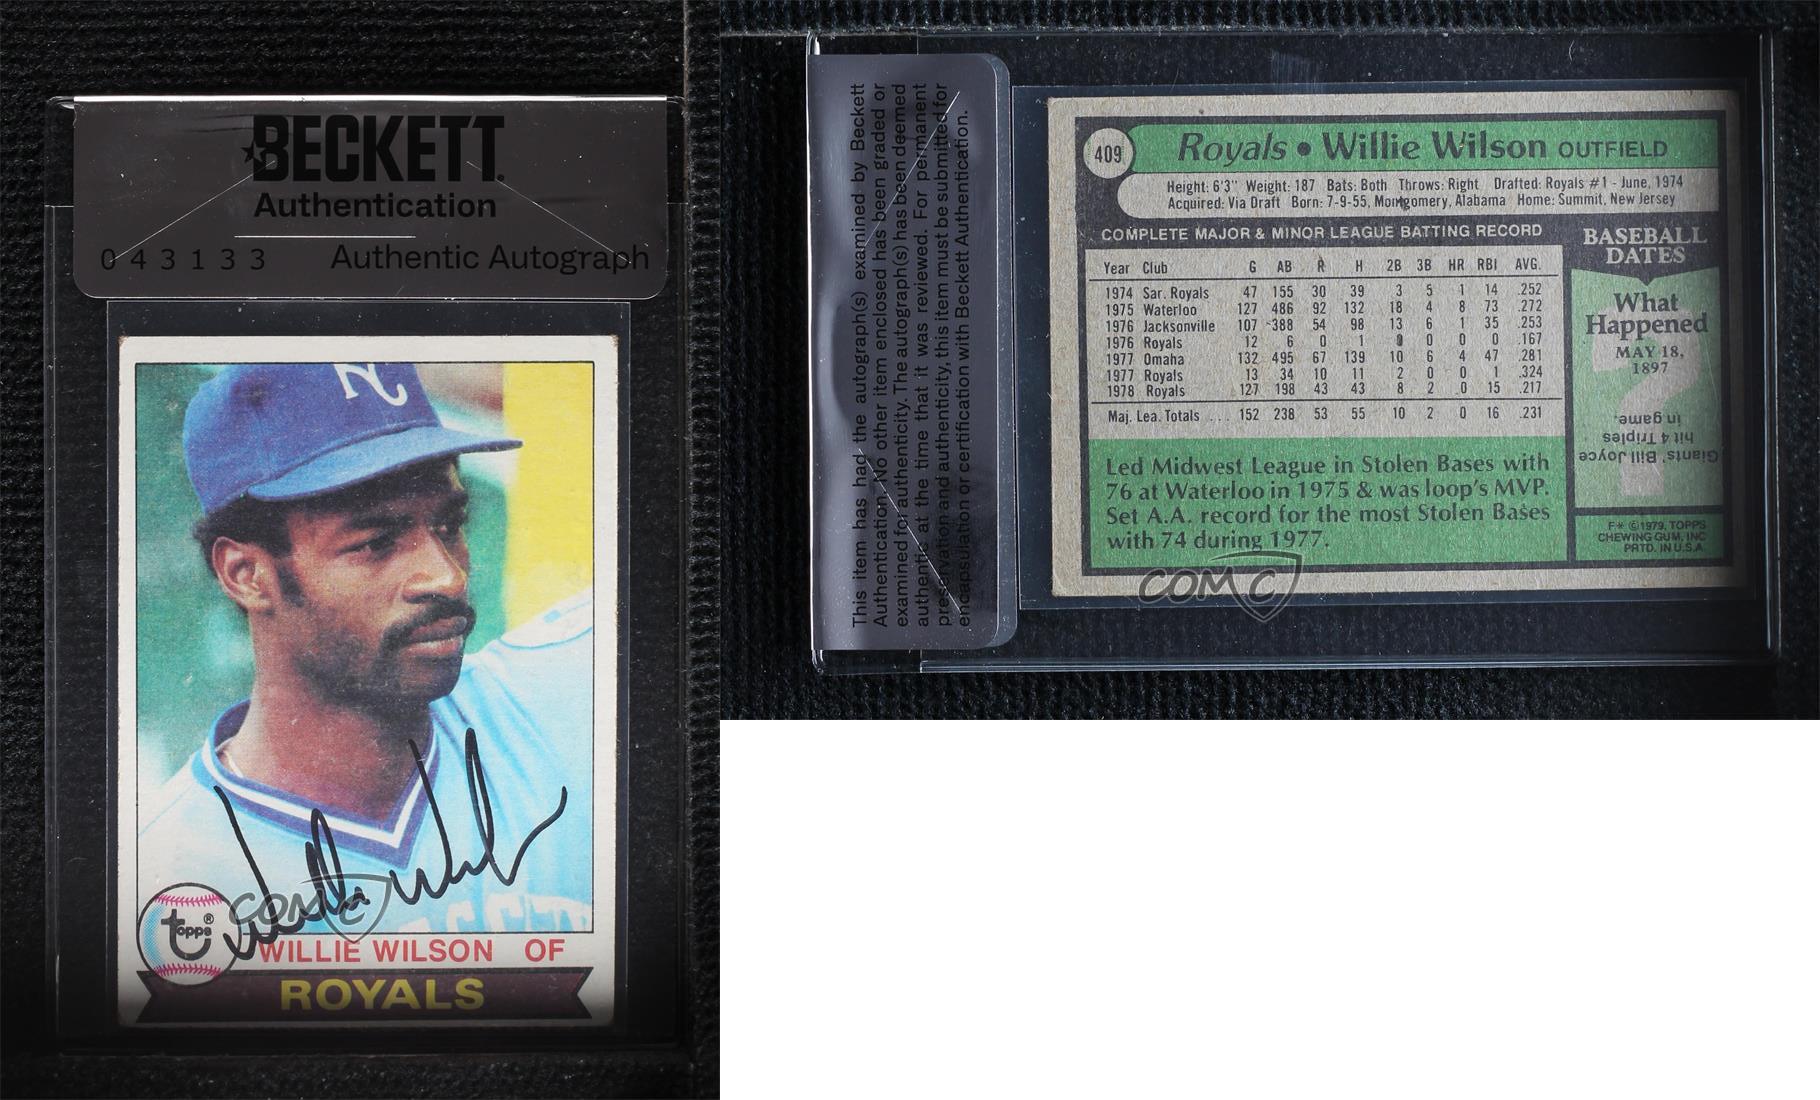 BECKETT
Authentication
043133 Authentic Autograph
KC
Willie Wilson
topps ®
COMC
WILLIE WILSON OF
ROYALS
This item has had the autograph(s) examined by Beckett
Authentication. No other item enclosed has been graded or
examined for authenticity. The autograph(s) has been deemed
authentic at the time that it was reviewed. For permanent
preservation and authenticity, this item must be submitted for
encapsulation or certification with Beckett Authentication.
409 Royals • Willie Wilson OUTFIELD
Height: 6'3" Weight: 187 Bats: Both Throws: Right Drafted: Royals #1 - June, 1974
Acquired: Via Draft Born: 7-9-55, Montgomery, Alabama Home: Summit, New Jersey
COMPLETE MAJOR & MINOR LEAGUE BATTING RECORD
Year Club G AB R H 2B 3B HR RBI AVG.
1974 Sar. Royals 47 155 30 39 3 5 1 14 .252
1975 Waterloo 127 486 92 132 18 4 8 73 .272
1976 Jacksonville 107 388 54 98 13 6 1 35 .253
1976 Royals 12 6 0 1 0 0 0 0 .167
1977 Omaha 132 495 67 139 10 6 4 47 .281
1977 Royals 13 34 10 11 2 0 0 1 .324
1978 Royals 127 198 43 43 8 2 0 15 .217
Maj. Lea. Totals .... 152 238 53 55 10 2 0 16 .231
Led Midwest League in Stolen Bases with
76 at Waterloo in 1975 & was loop's MVP.
Set A.A. record for the most Stolen Bases
with 74 during 1977.
BASEBALL
DATES
What
Happened
MAY 18,
1897
?
Giants' Bill Joyce
hit 4 Triples
in game.
F* ©1979, TOPPS
CHEWING GUM, INC
PRTD. IN U.S.A.
COMC